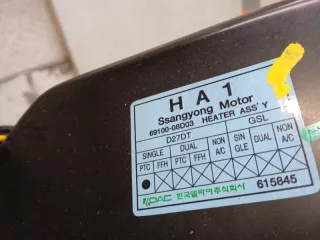 H A 1
Ssangyong Motor
69100-08D03 HEATER ASS'Y
D27DT GSL
SINGLE DUAL NON A/C SIN GLE DUAL NON A/C
PTC FFH PTC FFH
한국델파이주식회사 615845